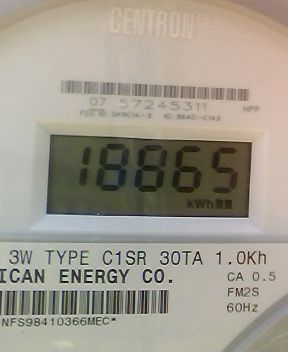 CENTRON®
07 57245311 HPP
18865
kWh
3W TYPE C1SR 30TA 1.0Kh
ICAN ENERGY CO.
CA 0.5
FM2S
60Hz
NFS98410366MEC*